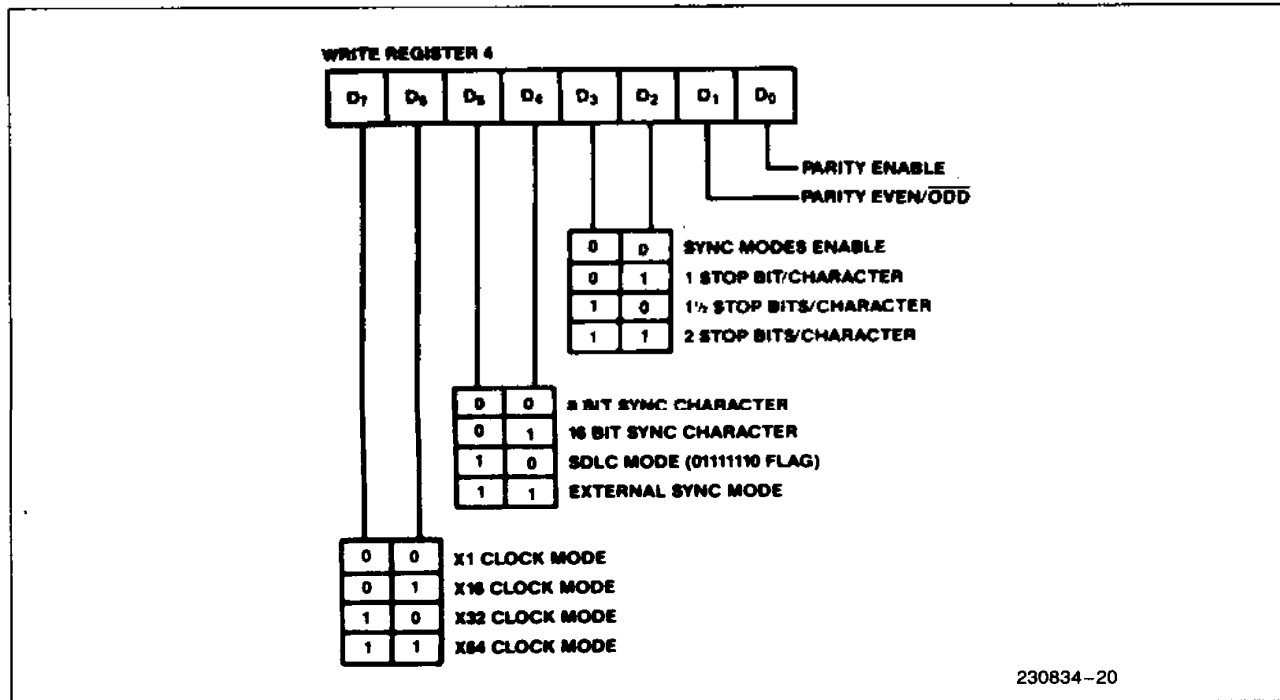 WRITE REGISTER 4
D7 D6 D5 D4 D3 D2 D1 D0
PARITY ENABLE
PARITY EVEN/O̅D̅D̅
0 0 SYNC MODES ENABLE
0 1 1 STOP BIT/CHARACTER
1 0 1½ STOP BITS/CHARACTER
1 1 2 STOP BITS/CHARACTER
0 0 8 BIT SYNC CHARACTER
0 1 16 BIT SYNC CHARACTER
1 0 SDLC MODE (01111110 FLAG)
1 1 EXTERNAL SYNC MODE
0 0 X1 CLOCK MODE
0 1 X16 CLOCK MODE
1 0 X32 CLOCK MODE
1 1 X64 CLOCK MODE
230834-20